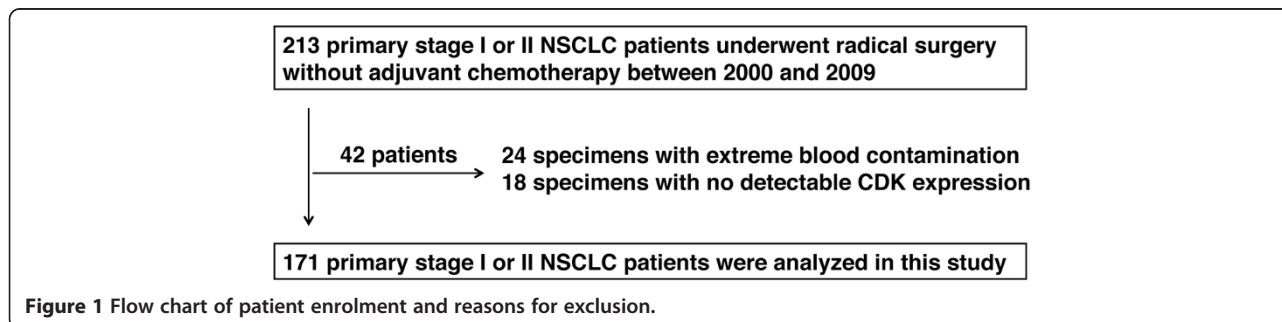 213 primary stage I or II NSCLC patients underwent radical surgery
without adjuvant chemotherapy between 2000 and 2009
42 patients
24 specimens with extreme blood contamination
18 specimens with no detectable CDK expression
171 primary stage I or II NSCLC patients were analyzed in this study
Figure 1 Flow chart of patient enrolment and reasons for exclusion.